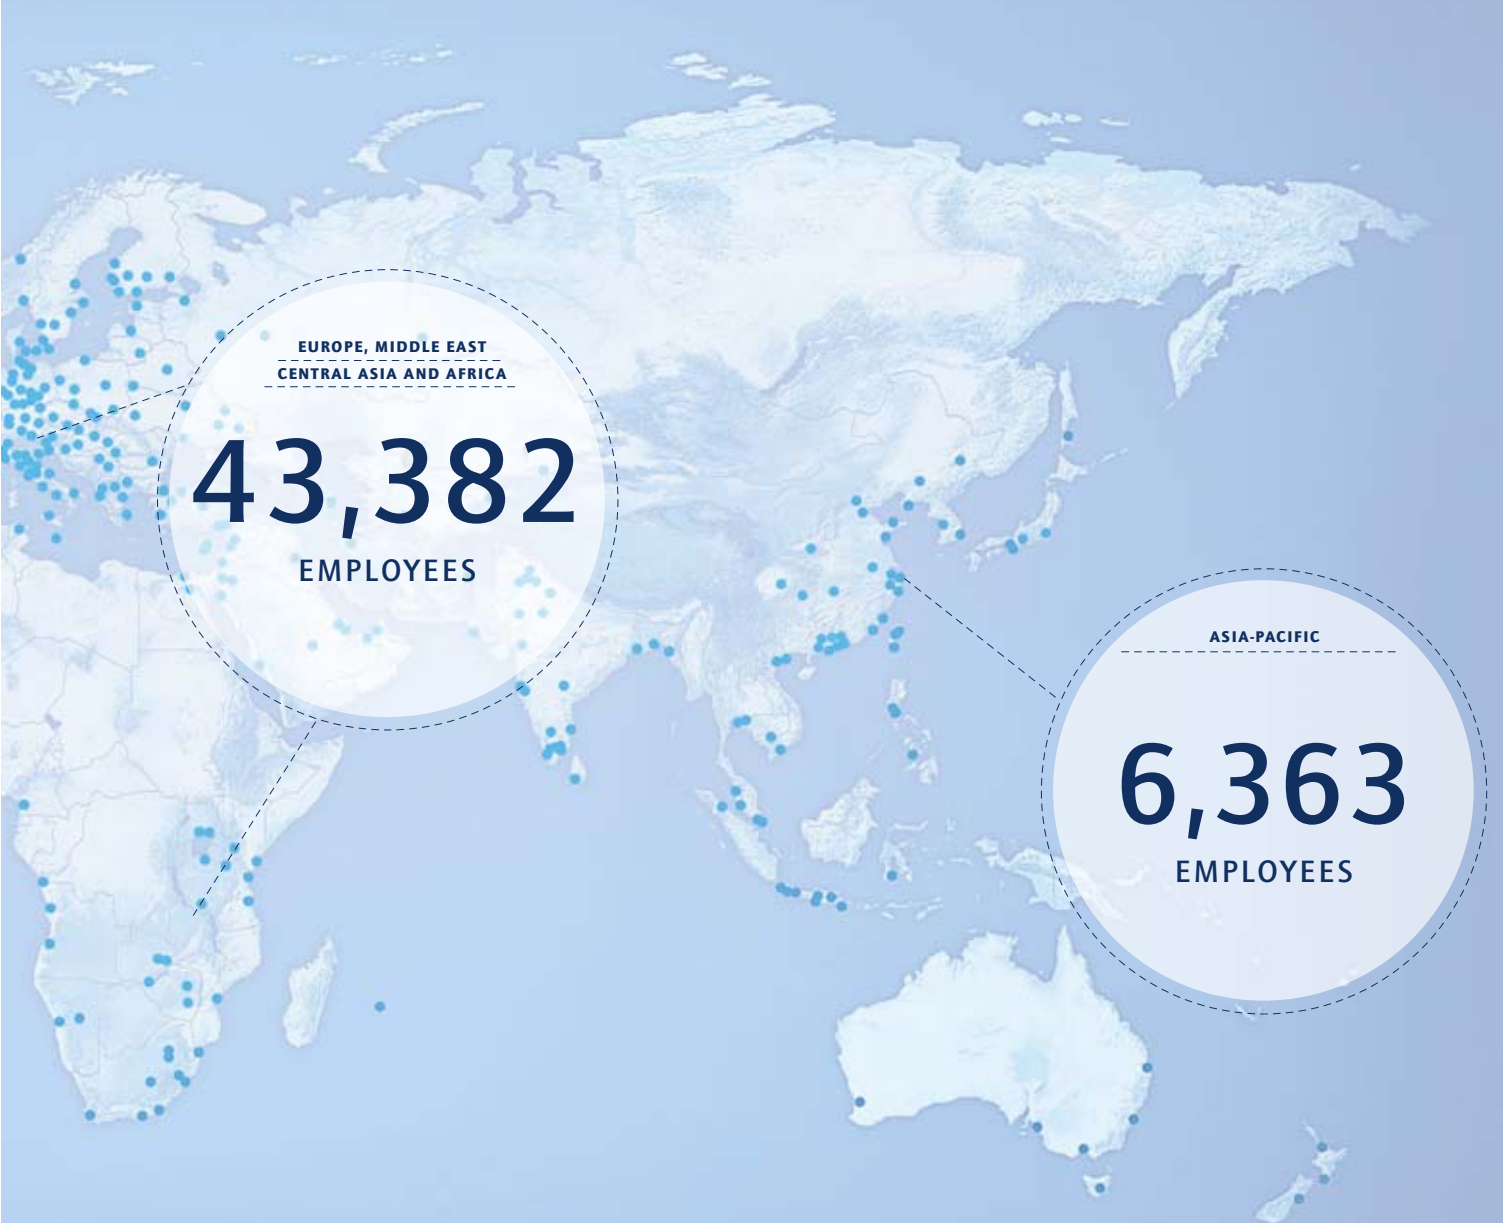 EUROPE, MIDDLE EAST
CENTRAL ASIA AND AFRICA
43,382
EMPLOYEES
ASIA-PACIFIC
6,363
EMPLOYEES